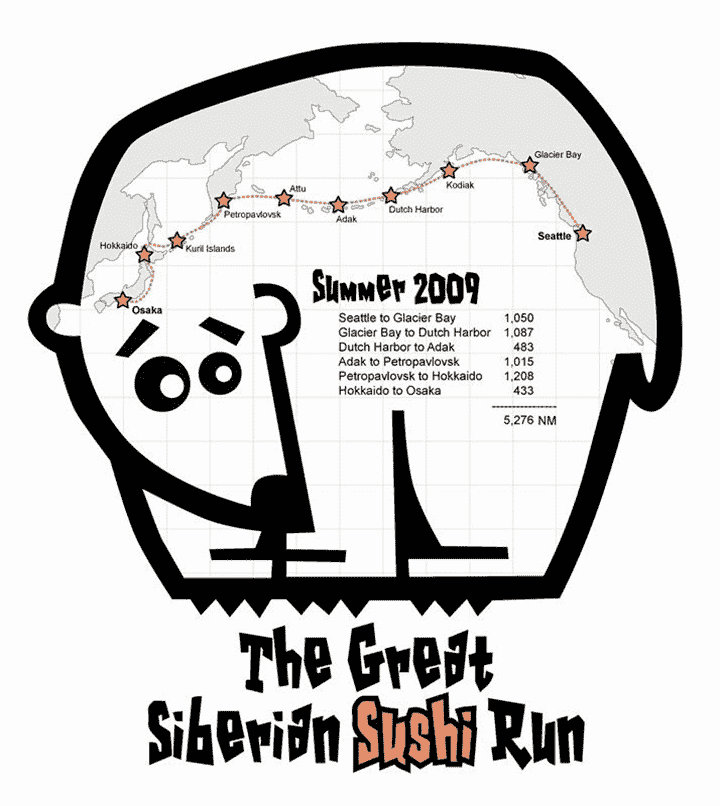 Glacier Bay
Kodiak
Attu
Dutch Harbor
Adak
Petropavlovsk
Seattle
Hokkaido
Kuril Islands
Osaka
Summer 2009
Seattle to Glacier Bay 1,050
Glacier Bay to Dutch Harbor 1,087
Dutch Harbor to Adak 483
Adak to Petropavlovsk 1,015
Petropavlovsk to Hokkaido 1,208
Hokkaido to Osaka 433
----------------
5,276 NM
The Great
Siberian Sushi Run